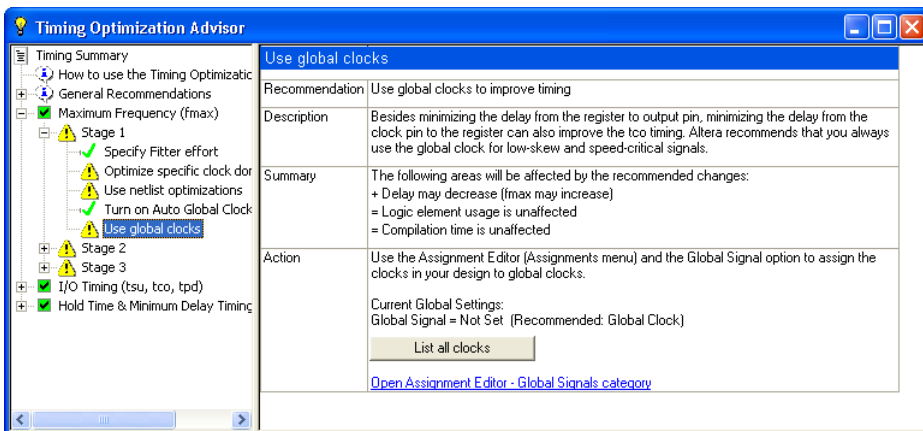 Timing Optimization Advisor
Timing Summary
How to use the Timing Optimizatic
General Recommendations
Maximum Frequency (fmax)
Stage 1
Specify Fitter effort
Optimize specific clock dor
Use netlist optimizations
Turn on Auto Global Clock
Use global clocks
Stage 2
Stage 3
I/O Timing (tsu, tco, tpd)
Hold Time & Minimum Delay Timing
Use global clocks
Recommendation Use global clocks to improve timing
Description Besides minimizing the delay from the register to output pin, minimizing the delay from the
clock pin to the register can also improve the tco timing. Altera recommends that you always
use the global clock for low-skew and speed-critical signals.
Summary The following areas will be affected by the recommended changes:
+ Delay may decrease (fmax may increase)
= Logic element usage is unaffected
= Compilation time is unaffected
Action Use the Assignment Editor (Assignments menu) and the Global Signal option to assign the
clocks in your design to global clocks.
Current Global Settings:
Global Signal = Not Set (Recommended: Global Clock)
List all clocks
Open Assignment Editor - Global Signals category